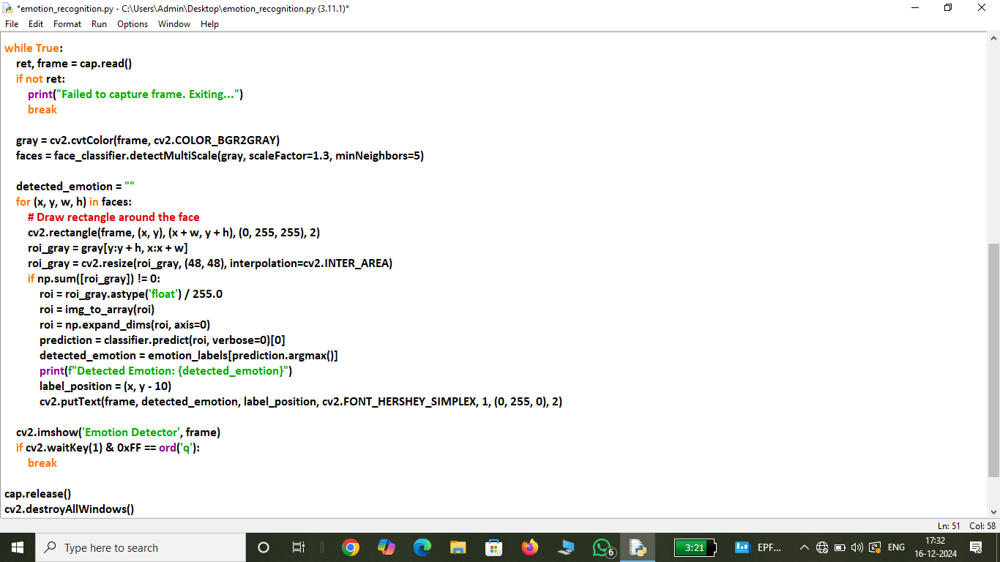 *emotion_recognition.py - C:\Users\Admin\Desktop\emotion_recognition.py (3.11.1)*
File Edit Format Run Options Window Help
while True:
    ret, frame = cap.read()
    if not ret:
        print("Failed to capture frame. Exiting...")
        break

    gray = cv2.cvtColor(frame, cv2.COLOR_BGR2GRAY)
    faces = face_classifier.detectMultiScale(gray, scaleFactor=1.3, minNeighbors=5)

    detected_emotion = ""
    for (x, y, w, h) in faces:
        # Draw rectangle around the face
        cv2.rectangle(frame, (x, y), (x + w, y + h), (0, 255, 255), 2)
        roi_gray = gray[y:y + h, x:x + w]
        roi_gray = cv2.resize(roi_gray, (48, 48), interpolation=cv2.INTER_AREA)
        if np.sum([roi_gray]) != 0:
            roi = roi_gray.astype('float') / 255.0
            roi = img_to_array(roi)
            roi = np.expand_dims(roi, axis=0)
            prediction = classifier.predict(roi, verbose=0)[0]
            detected_emotion = emotion_labels[prediction.argmax()]
            print(f"Detected Emotion: {detected_emotion}")
            label_position = (x, y - 10)
            cv2.putText(frame, detected_emotion, label_position, cv2.FONT_HERSHEY_SIMPLEX, 1, (0, 255, 0), 2)

    cv2.imshow('Emotion Detector', frame)
    if cv2.waitKey(1) & 0xFF == ord('q'):
        break

cap.release()
cv2.destroyAllWindows()
Ln: 51 Col: 58
Type here to search
6
3:21
EPF...
ENG
17:32
16-12-2024